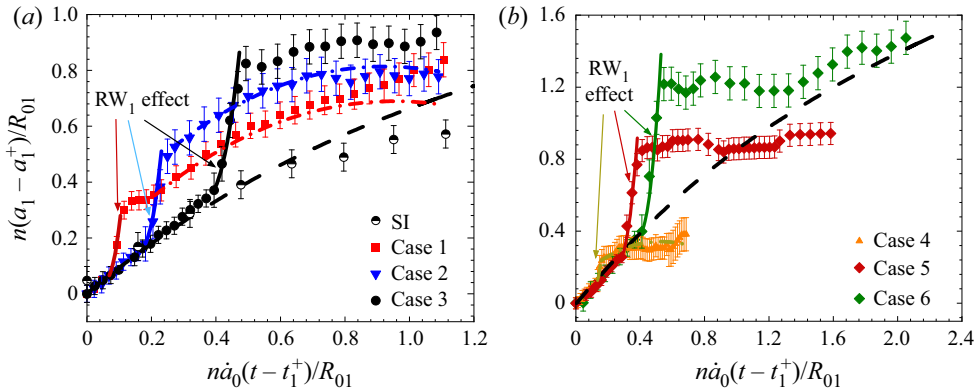 (a)
1.0
0.8
0.6
0.4
0.2
0
n(a₁ – a₁⁺)/R₀₁
RW₁ effect
SI
Case 1
Case 2
Case 3
0 0.2 0.4 0.6 0.8 1.0 1.2
nȧ₀(t – t₁⁺)/R₀₁
(b)
1.6
1.2
0.8
0.4
0
RW₁
effect
Case 4
Case 5
Case 6
0 0.4 0.8 1.2 1.6 2.0 2.4
nȧ₀(t – t₁⁺)/R₀₁